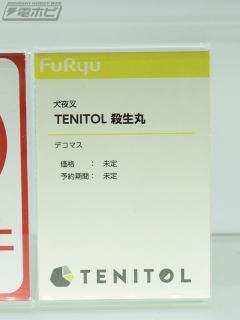 電ホビ
FuRyu
犬夜叉
TENITOL 殺生丸
デコマス
価格 ： 未定
予約期間： 未定
TENITOL